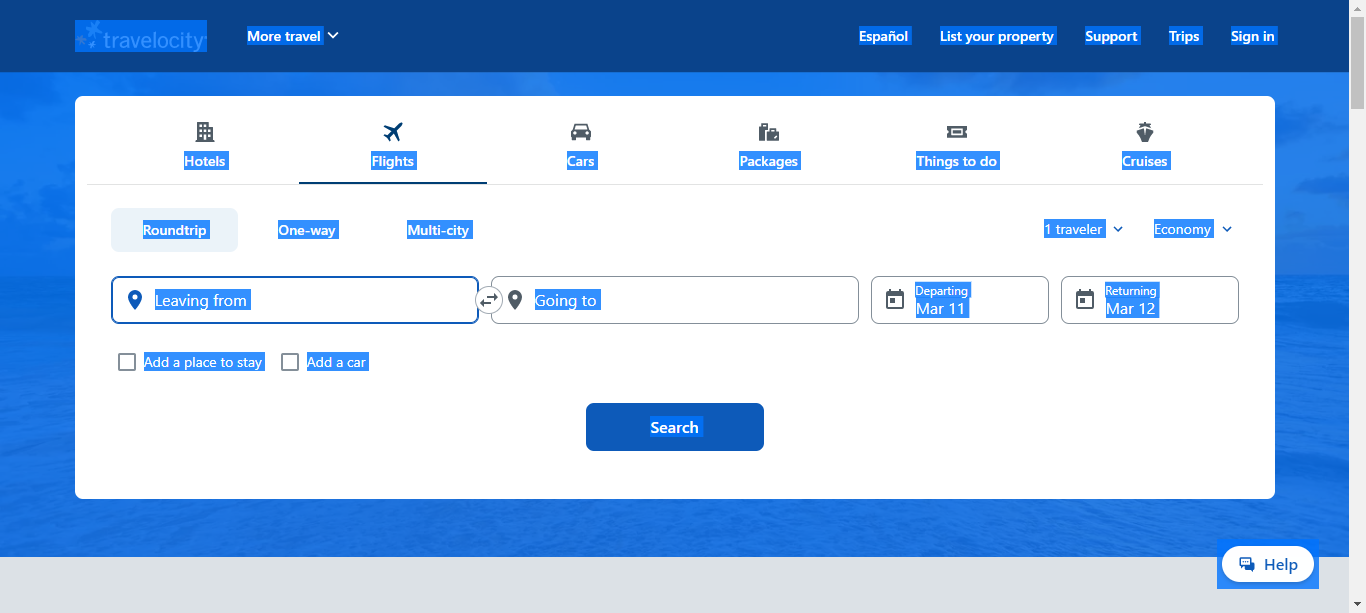 travelocity
More travel
Español
List your property
Support
Trips
Sign in
Hotels
Flights
Cars
Packages
Things to do
Cruises
Roundtrip
One-way
Multi-city
1 traveler
Economy
Leaving from
Going to
Departing
Mar 11
Returning
Mar 12
Add a place to stay
Add a car
Search
Help